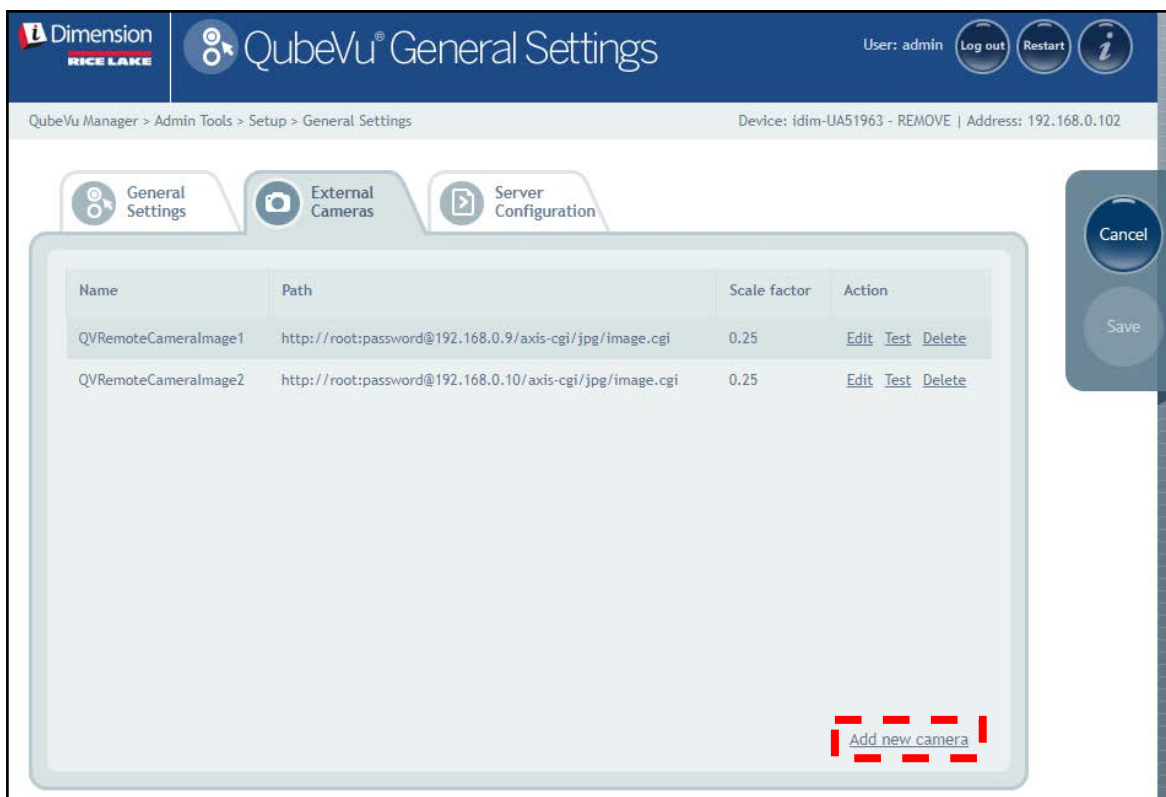 iDimension
RICE LAKE
QubeVu® General Settings
User: admin
Log out
Restart
i
QubeVu Manager > Admin Tools > Setup > General Settings
Device: idim-UA51963 - REMOVE | Address: 192.168.0.102
General
Settings
External
Cameras
Server
Configuration
Cancel
Save
Name Path Scale factor Action
QVRemoteCameraImage1 http://root:password@192.168.0.9/axis-cgi/jpg/image.cgi 0.25 Edit Test Delete
QVRemoteCameraImage2 http://root:password@192.168.0.10/axis-cgi/jpg/image.cgi 0.25 Edit Test Delete
Add new camera